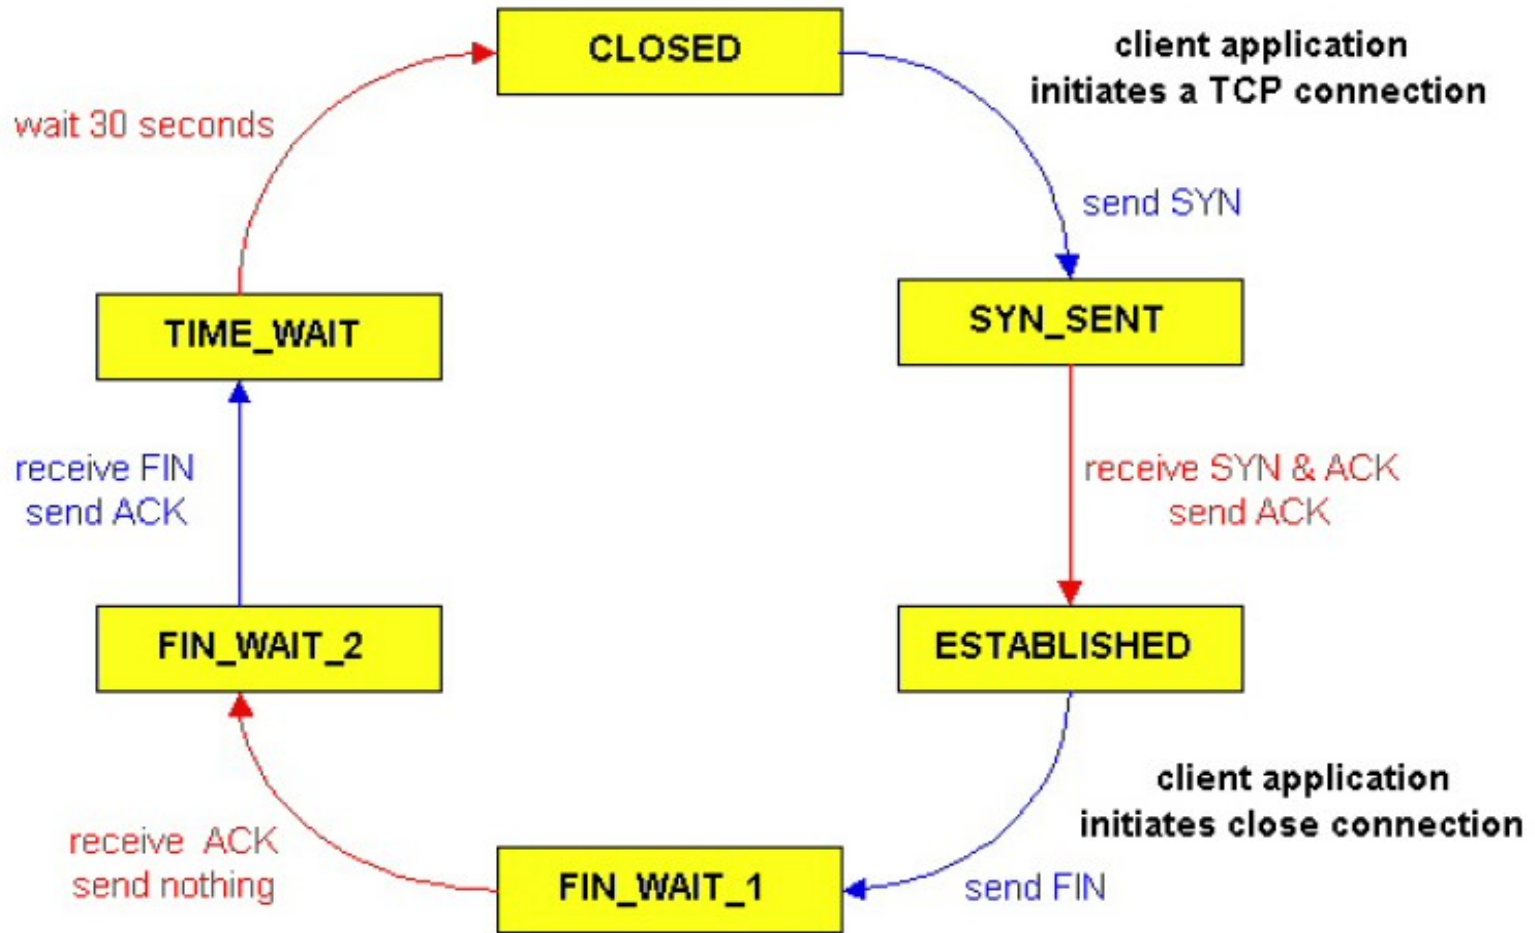 CLOSED
client application
initiates a TCP connection
wait 30 seconds
send SYN
TIME_WAIT
SYN_SENT
receive FIN
send ACK
receive SYN & ACK
send ACK
FIN_WAIT_2
ESTABLISHED
client application
initiates close connection
receive ACK
send nothing
FIN_WAIT_1
send FIN